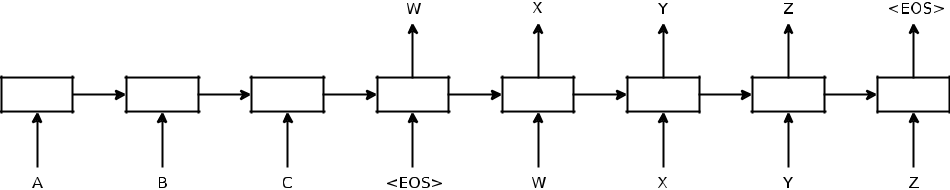 W X Y Z <EOS>
A B C <EOS> W X Y Z